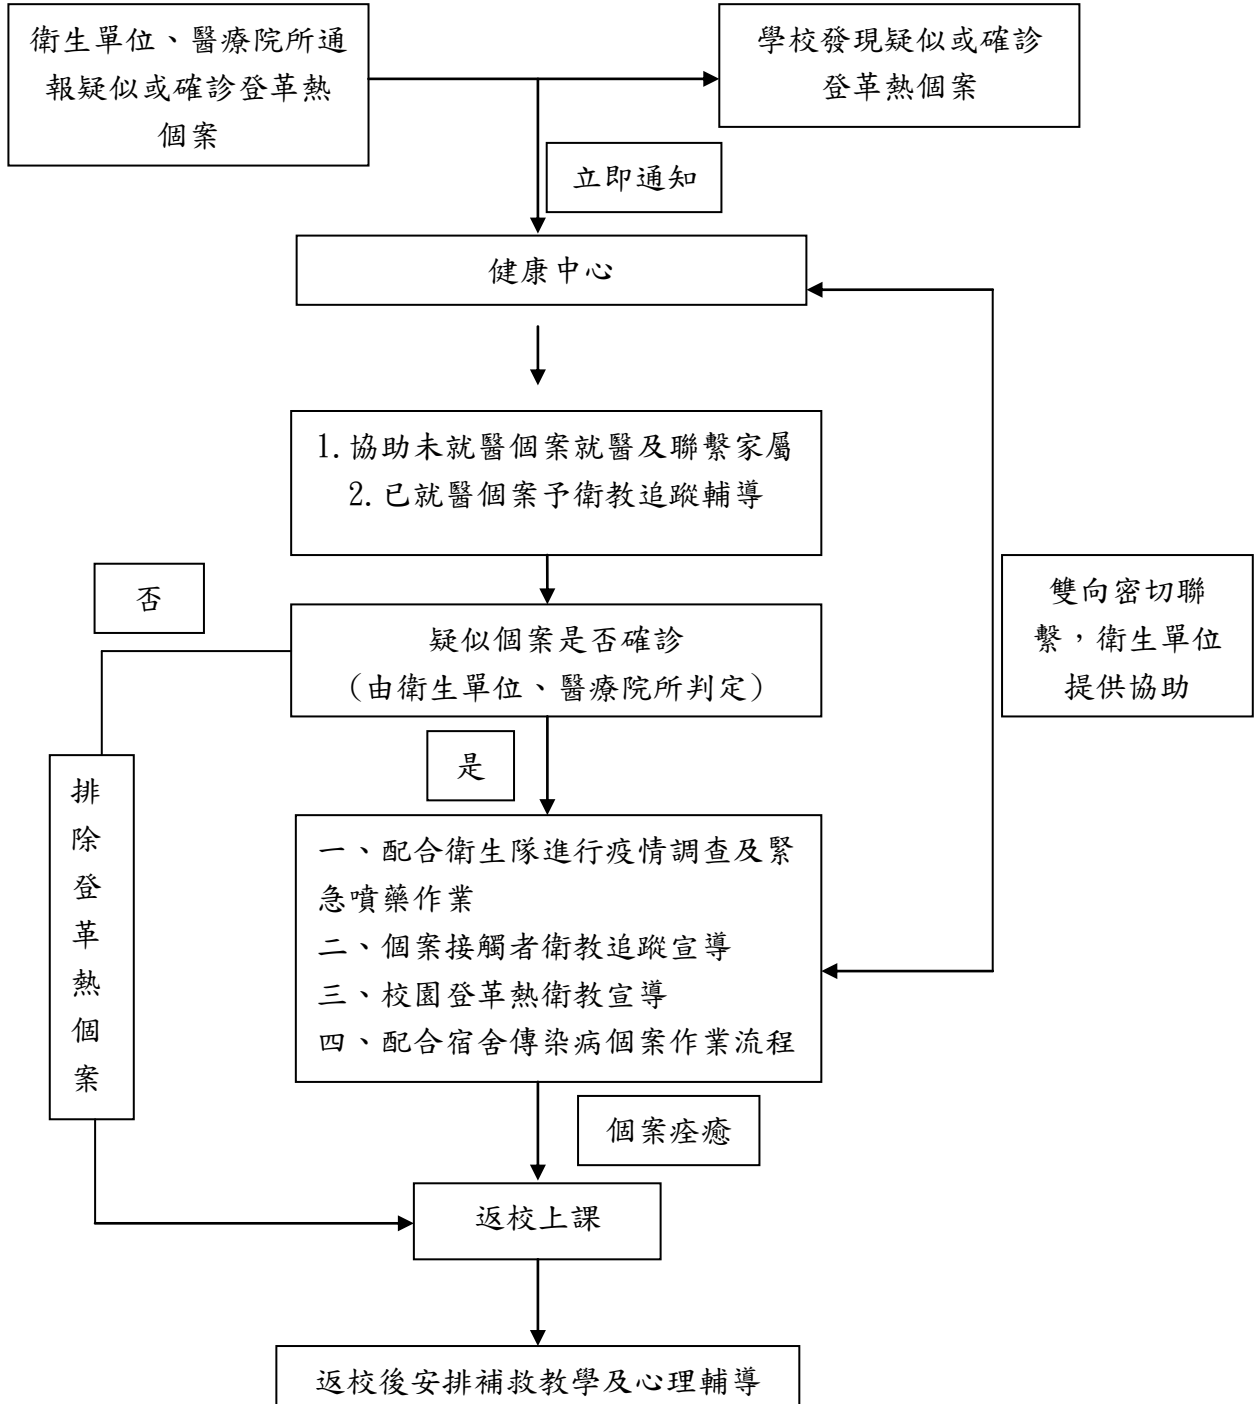 衛生單位、醫療院所通
報疑似或確診登革熱
個案
學校發現疑似或確診
登革熱個案
立即通知
健康中心
1.協助未就醫個案就醫及聯繫家屬
2.已就醫個案予衛教追蹤輔導
否
疑似個案是否確診
(由衛生單位、醫療院所判定)
雙向密切聯
繫，衛生單位
提供協助
是
排
除
登
革
熱
個
案
一、配合衛生隊進行疫情調查及緊
急噴藥作業
二、個案接觸者衛教追蹤宣導
三、校園登革熱衛教宣導
四、配合宿舍傳染病個案作業流程
個案痊癒
返校上課
返校後安排補救教學及心理輔導